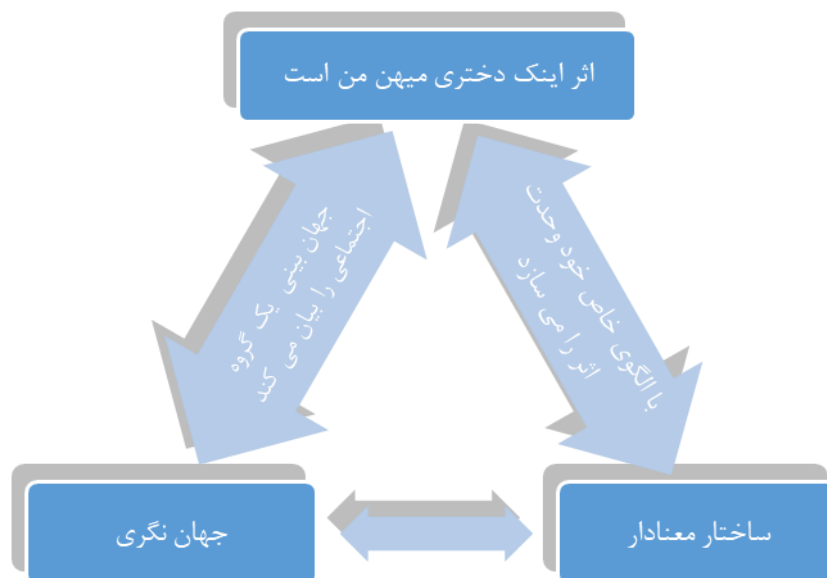 اثر اینک دختری میهن من است
جهان بینی یک گروه
اجتماعی را بیان می کند
با الگوی خاص خود وحدت
اثر را می سازد
جهان نگری
ساختار معنادار